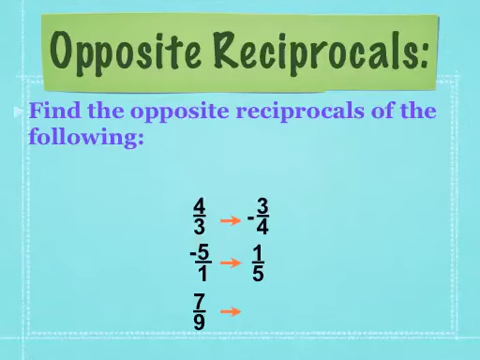 Opposite Reciprocals:
Find the opposite reciprocals of the
following:
4/3 → -3/4
-5/1 → 1/5
7/9 →